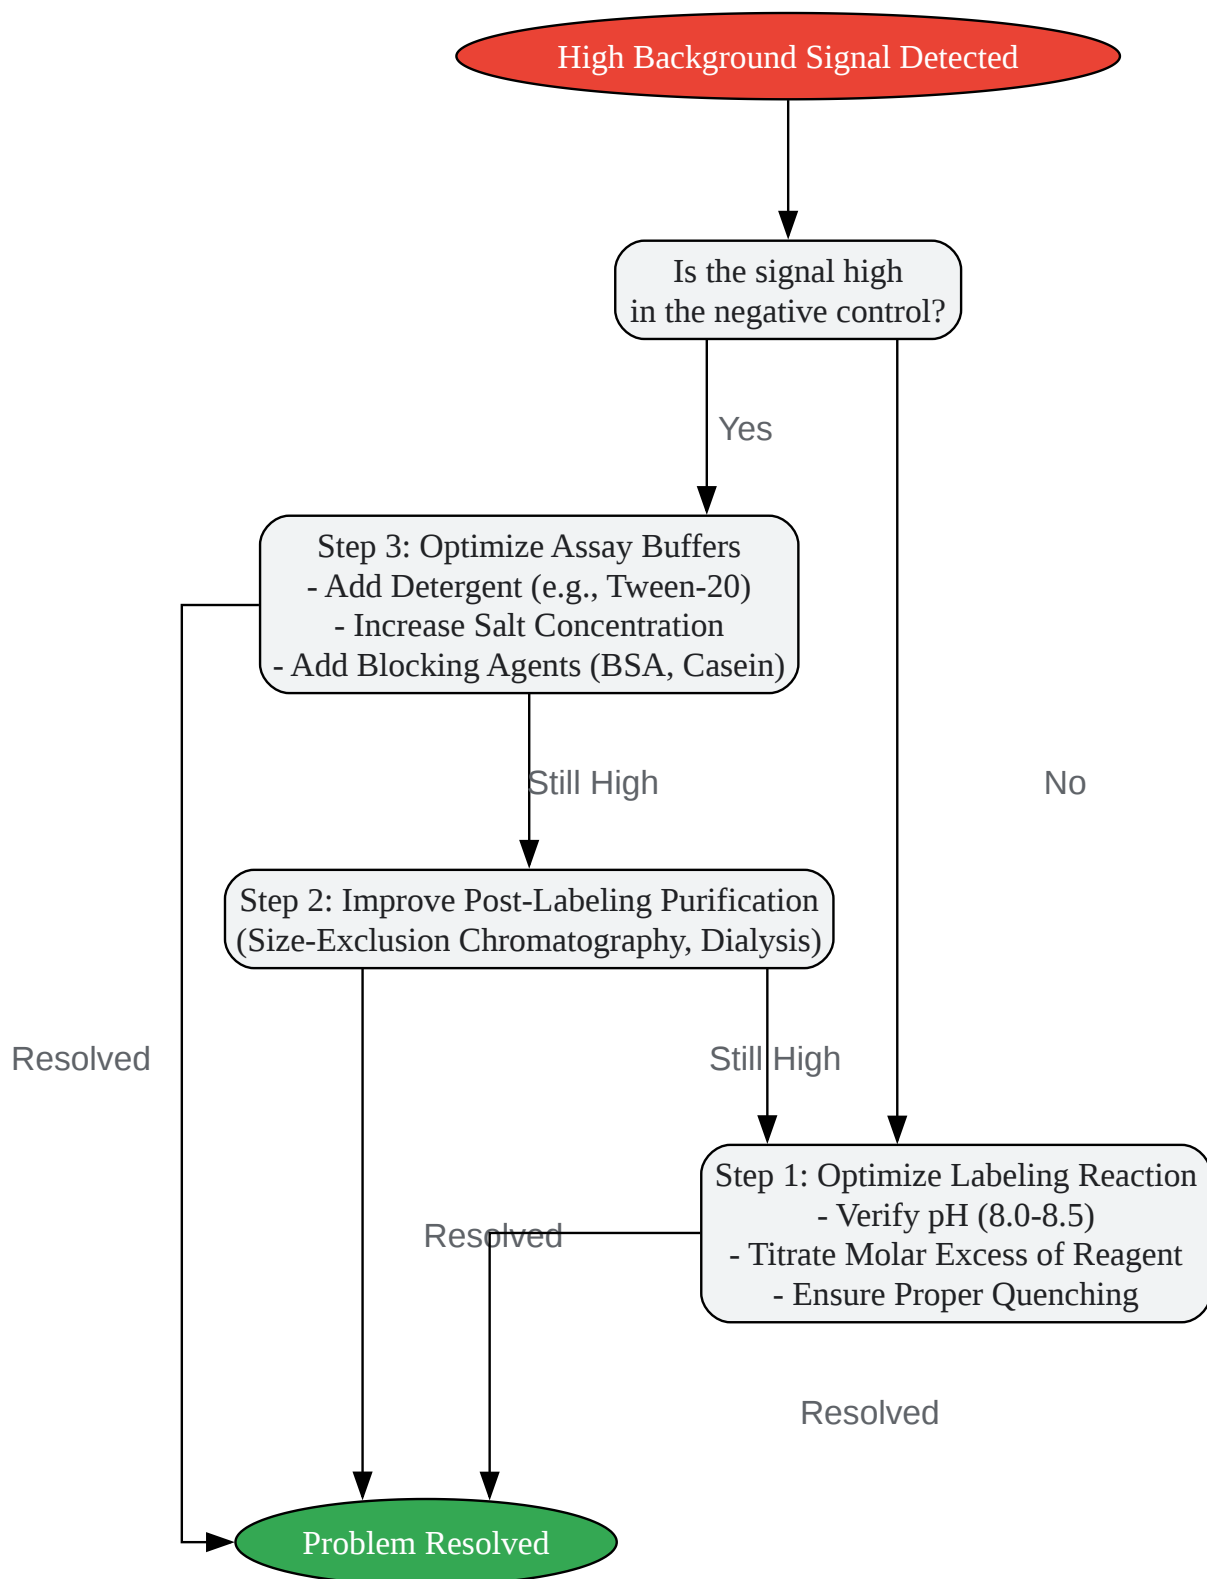 High Background Signal Detected
Is the signal high
in the negative control?
Yes
Step 3: Optimize Assay Buffers
- Add Detergent (e.g., Tween-20)
- Increase Salt Concentration
- Add Blocking Agents (BSA, Casein)
Still High
No
Step 2: Improve Post-Labeling Purification
(Size-Exclusion Chromatography, Dialysis)
Resolved
Still High
Step 1: Optimize Labeling Reaction
- Verify pH (8.0-8.5)
- Titrate Molar Excess of Reagent
- Ensure Proper Quenching
Resolved
Resolved
Problem Resolved